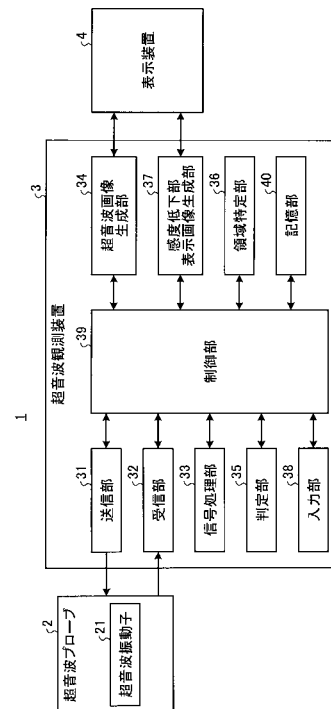 1
超音波プローブ
2
超音波振動子
21
超音波観測装置
3
送信部
31
受信部
32
信号処理部
33
判定部
35
入力部
38
制御部
39
超音波画像
生成部
34
感度低下部
表示画像生成部
37
領域特定部
36
記憶部
40
表示装置
4